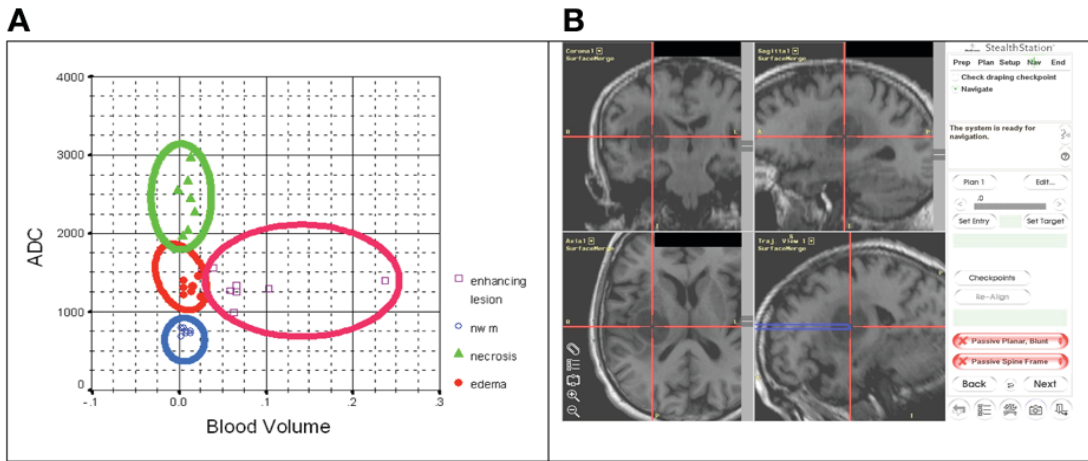 A
4000
3000
2000
1000
0
-.1
0.0
.1
.2
.3
ADC
Blood Volume
enhancing
lesion
nw m
necrosis
edema
B
Coronal
SurfaceMerge
R
L
Sagittal
SurfaceMerge
A
P
Axial
SurfaceMerge
L
P
Traj. View 1
SurfaceMerge
StealthStation
Prep Plan Setup Nav End
Check draping checkpoint
Navigate
The system is ready for
navigation.
Plan 1
Edit...
.0
Set Entry
Set Target
Checkpoints
Re-Align
Passive Planar, Blunt
Passive Spine Frame
Back
Next